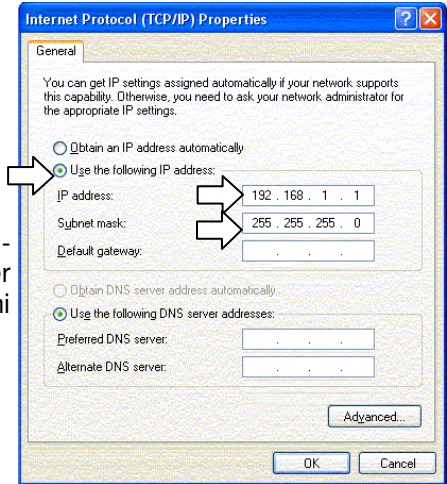 Internet Protocol (TCP/IP) Properties
General
You can get IP settings assigned automatically if your network supports
this capability. Otherwise, you need to ask your network administrator for
the appropriate IP settings.
Obtain an IP address automatically
Use the following IP address:
IP address: 192 . 168 . 1 . 1
Subnet mask: 255 . 255 . 255 . 0
-
Default gateway: . . .
er
Obtain DNS server address automatically
ni
Use the following DNS server addresses:
Preferred DNS server: . . .
Alternate DNS server: . . .
Advanced...
OK Cancel